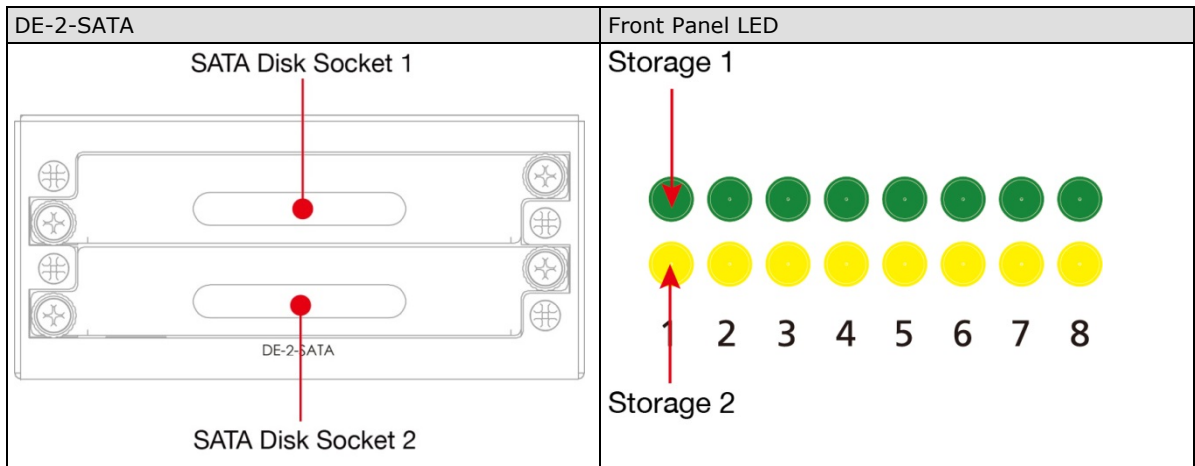 DE-2-SATA
Front Panel LED
SATA Disk Socket 1
DE-2-SATA
SATA Disk Socket 2
Storage 1
1 2 3 4 5 6 7 8
Storage 2